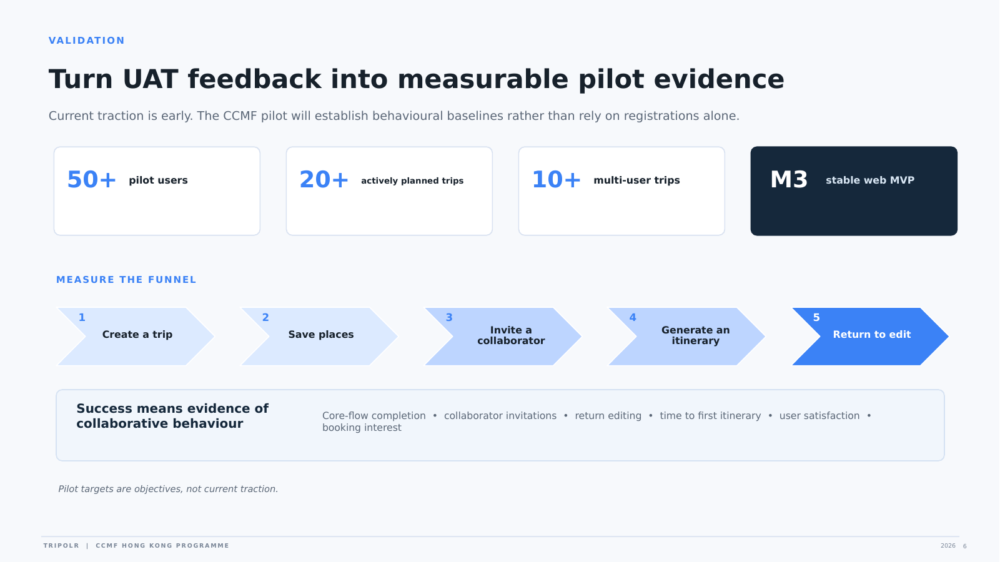 VALIDATION
Turn UAT feedback into measurable pilot evidence
Current traction is early. The CCMF pilot will establish behavioural baselines rather than rely on registrations alone.
50+ pilot users
20+ actively planned trips
10+ multi-user trips
M3 stable web MVP
MEASURE THE FUNNEL
1
Create a trip
2
Save places
3
Invite a
collaborator
4
Generate an
itinerary
5
Return to edit
Success means evidence of
collaborative behaviour
Core-flow completion • collaborator invitations • return editing • time to first itinerary • user satisfaction •
booking interest
Pilot targets are objectives, not current traction.
TRIPOLR | CCMF HONG KONG PROGRAMME
2026 6